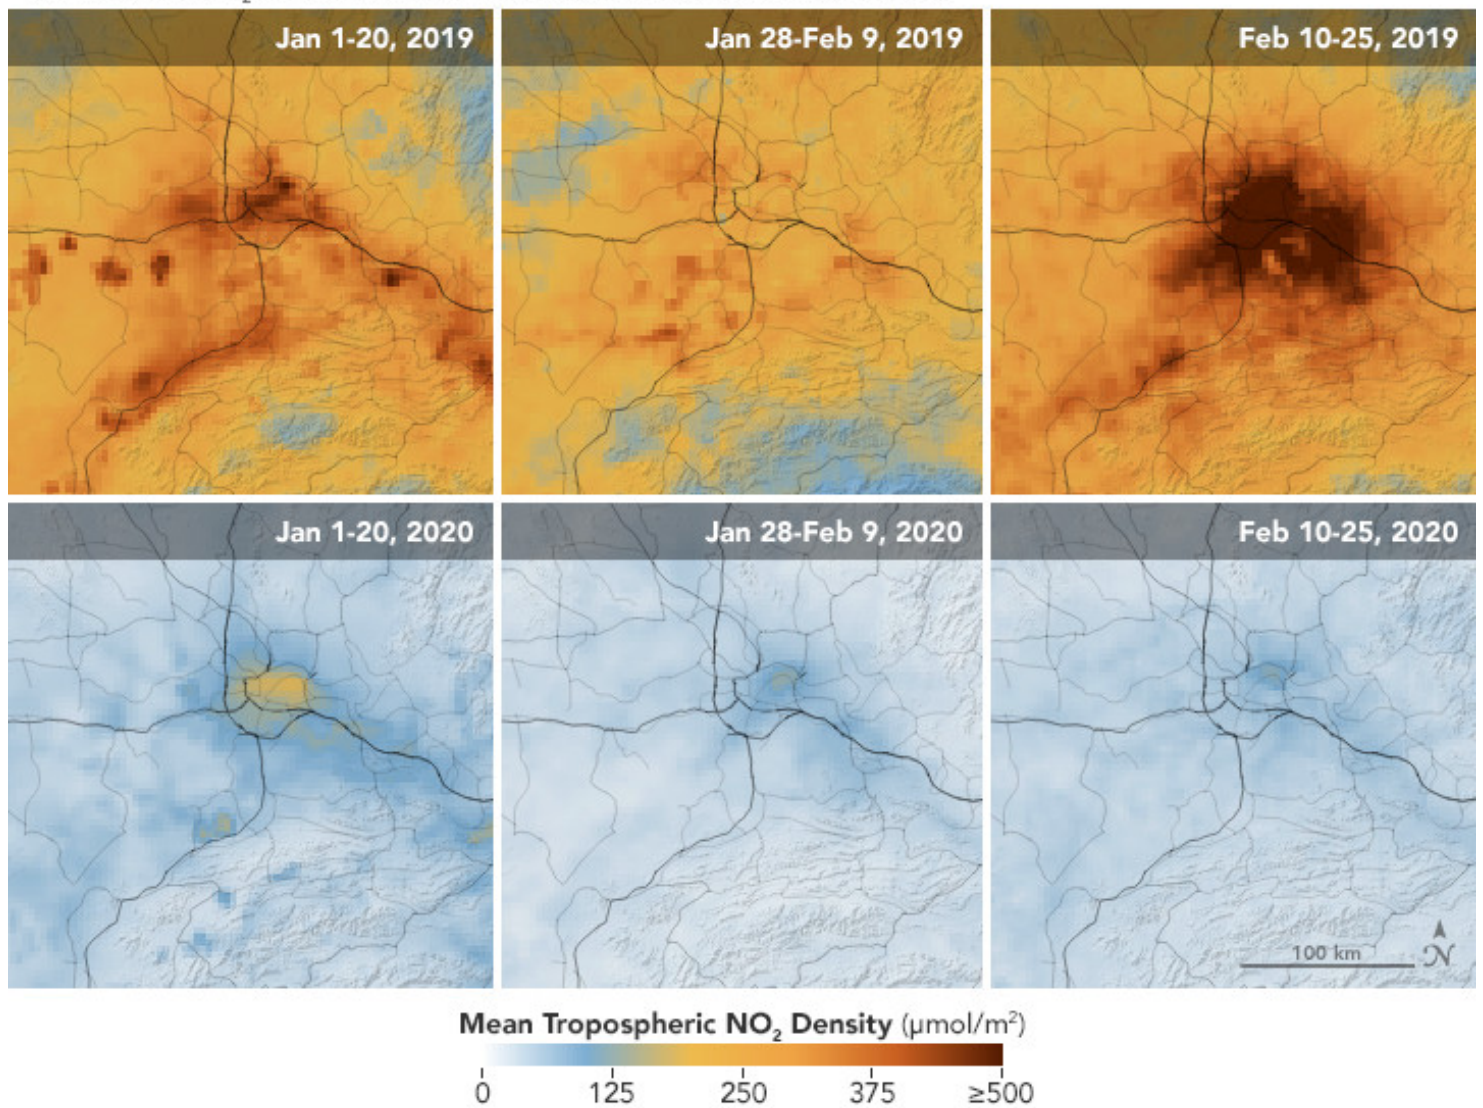 Jan 1-20, 2019
Jan 28-Feb 9, 2019
Feb 10-25, 2019
Jan 1-20, 2020
Jan 28-Feb 9, 2020
Feb 10-25, 2020
100 km
N
Mean Tropospheric NO₂ Density (µmol/m²)
0 125 250 375 ≥500